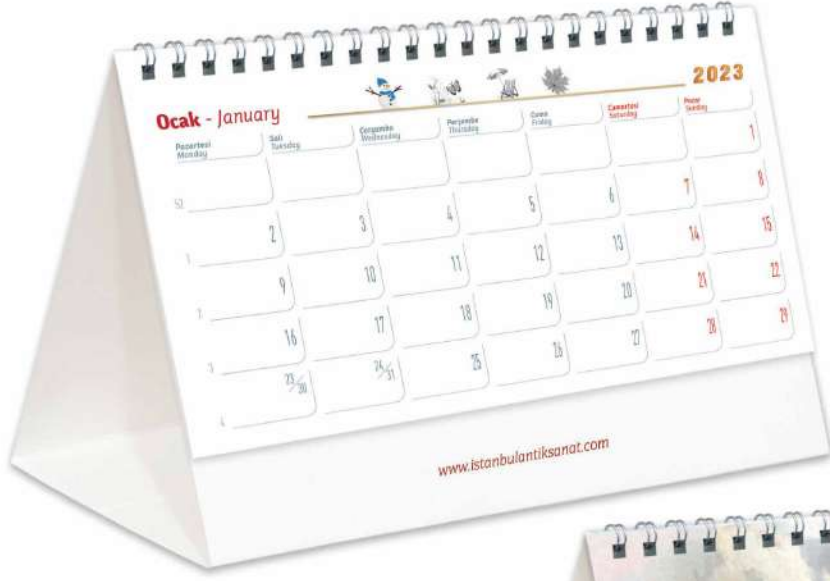 2023
Ocak - January
Pazartesi Salı Çarşamba Perşembe Cuma Cumartesi Pazar
Monday Tuesday Wednesday Thursday Friday Saturday Sunday
52 1
1 2 3 4 5 6 7 8
2 9 10 11 12 13 14 15
3 16 17 18 19 20 21 22
4 23/30 24/31 25 26 27 28 29
www.istanbulantiksanat.com